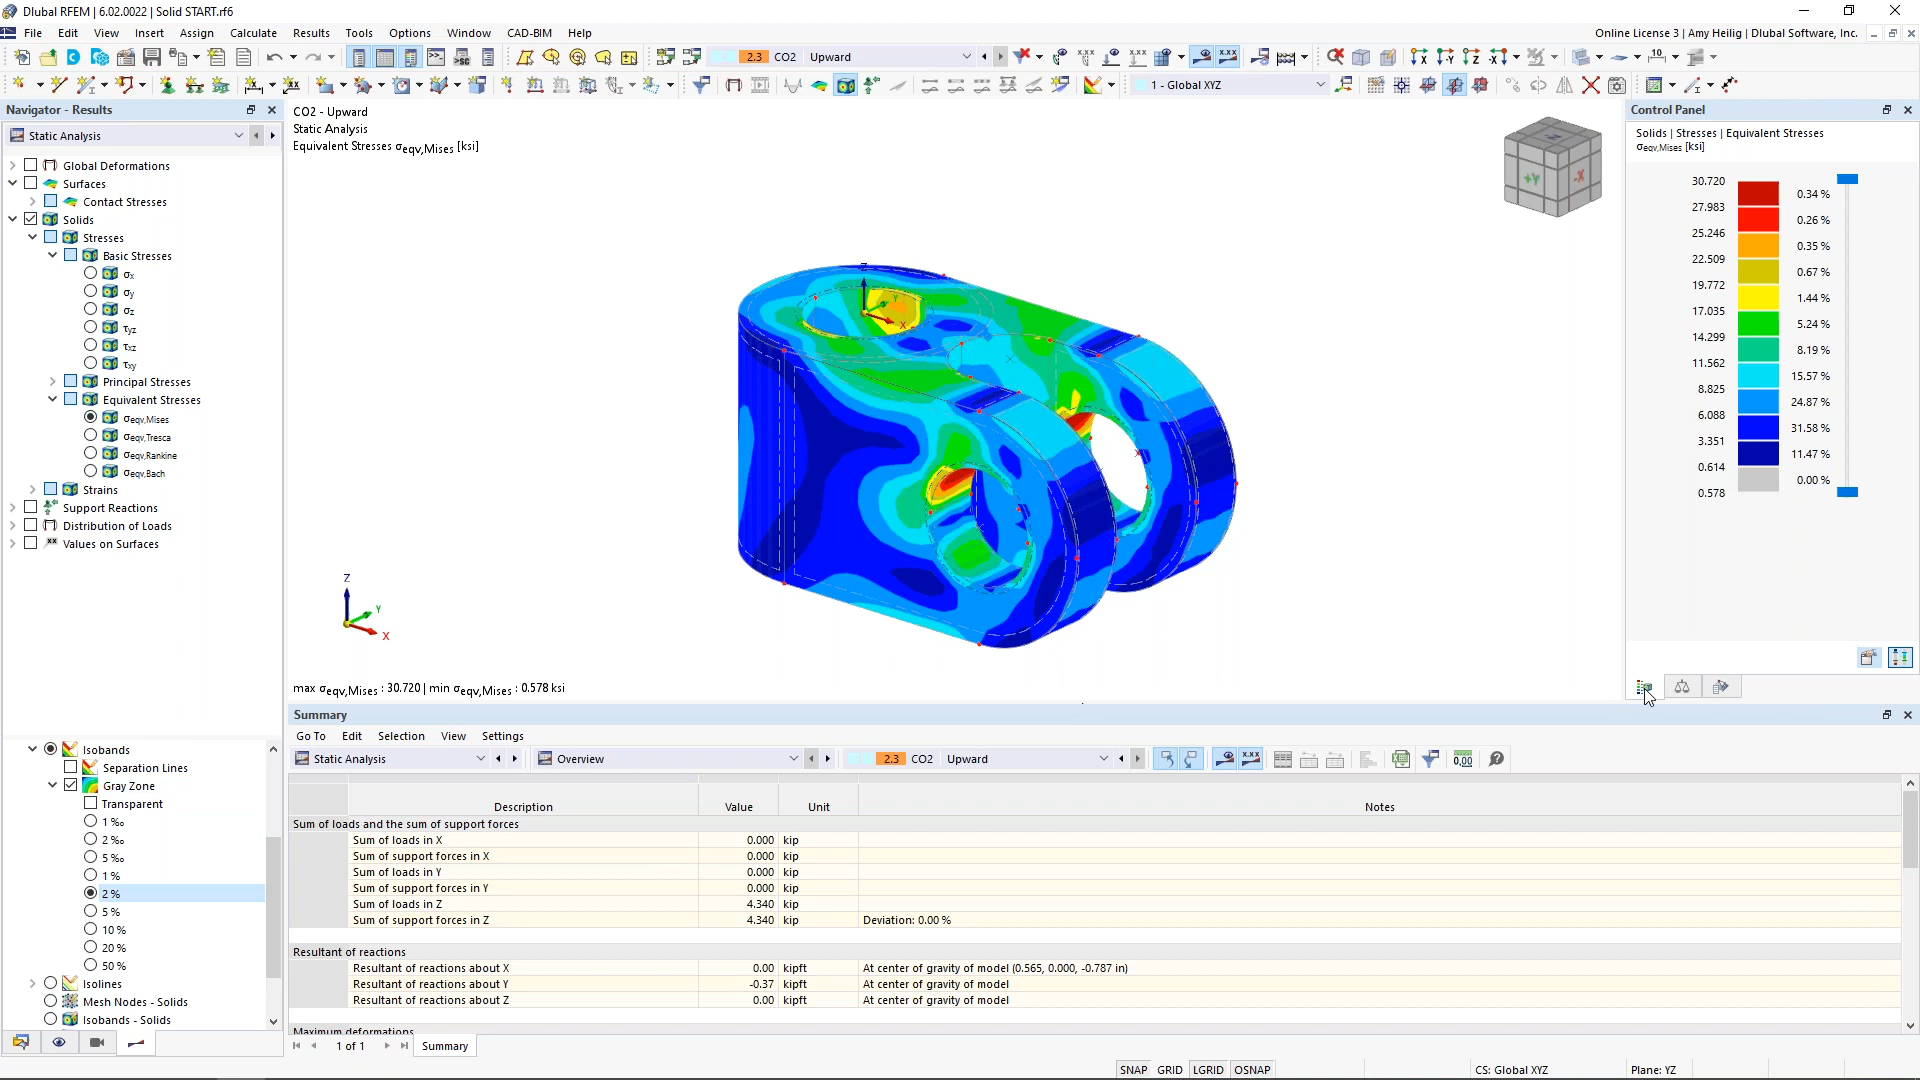 Dlubal RFEM | 6.02.0022 | Solid START.rf6
File Edit View Insert Assign Calculate Results Tools Options Window CAD-BIM Help
Online License 3 | Amy Heilig | Dlubal Software, Inc.
2.3 CO2 Upward
1 - Global XYZ
Navigator - Results
Static Analysis
Global Deformations
Surfaces
Contact Stresses
Solids
Stresses
Basic Stresses
σx
σy
σz
τyz
τxz
τxy
Principal Stresses
Equivalent Stresses
σeqv,Mises
σeqv,Tresca
σeqv,Rankine
σeqv,Bach
Strains
Support Reactions
Distribution of Loads
Values on Surfaces
Isobands
Separation Lines
Gray Zone
Transparent
1 ‰
2 ‰
5 ‰
1 %
2 %
5 %
10 %
20 %
50 %
Isolines
Mesh Nodes - Solids
Isobands - Solids
CO2 - Upward
Static Analysis
Equivalent Stresses σeqv,Mises [ksi]
+Y -X
Z
Y
X
Z
Y
X
max σeqv,Mises : 30.720 | min σeqv,Mises : 0.578 ksi
Control Panel
Solids | Stresses | Equivalent Stresses
σeqv,Mises [ksi]
30.720
0.34 %
27.983
0.26 %
25.246
0.35 %
22.509
0.67 %
19.772
1.44 %
17.035
5.24 %
14.299
8.19 %
11.562
15.57 %
8.825
24.87 %
6.088
31.58 %
3.351
11.47 %
0.614
0.00 %
0.578
Summary
Go To Edit Selection View Settings
Static Analysis Overview 2.3 CO2 Upward
Description Value Unit Notes
Sum of loads and the sum of support forces
Sum of loads in X 0.000 kip
Sum of support forces in X 0.000 kip
Sum of loads in Y 0.000 kip
Sum of support forces in Y 0.000 kip
Sum of loads in Z 4.340 kip
Sum of support forces in Z 4.340 kip Deviation: 0.00 %
Resultant of reactions
Resultant of reactions about X 0.00 kipft At center of gravity of model (0.565, 0.000, -0.787 in)
Resultant of reactions about Y -0.37 kipft At center of gravity of model
Resultant of reactions about Z 0.00 kipft At center of gravity of model
Maximum deformations
1 of 1 Summary
SNAP GRID LGRID OSNAP CS: Global XYZ Plane: YZ